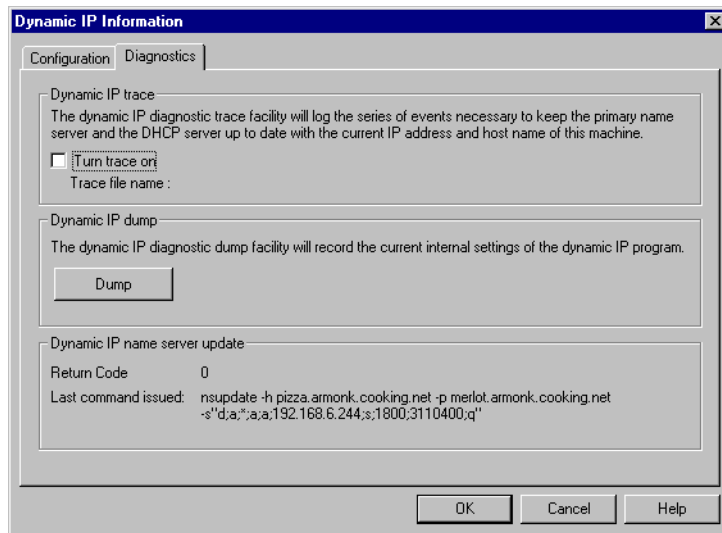 Dynamic IP Information
Configuration
Diagnostics
Dynamic IP trace
The dynamic IP diagnostic trace facility will log the series of events necessary to keep the primary name
server and the DHCP server up to date with the current IP address and host name of this machine.
Turn trace on
Trace file name :
Dynamic IP dump
The dynamic IP diagnostic dump facility will record the current internal settings of the dynamic IP program.
Dump
Dynamic IP name server update
Return Code 0
Last command issued: nsupdate -h pizza.armonk.cooking.net -p merlot.armonk.cooking.net
-s"d;a;*;a;a;192.168.6.244;s;1800;3110400;q"
OK Cancel Help